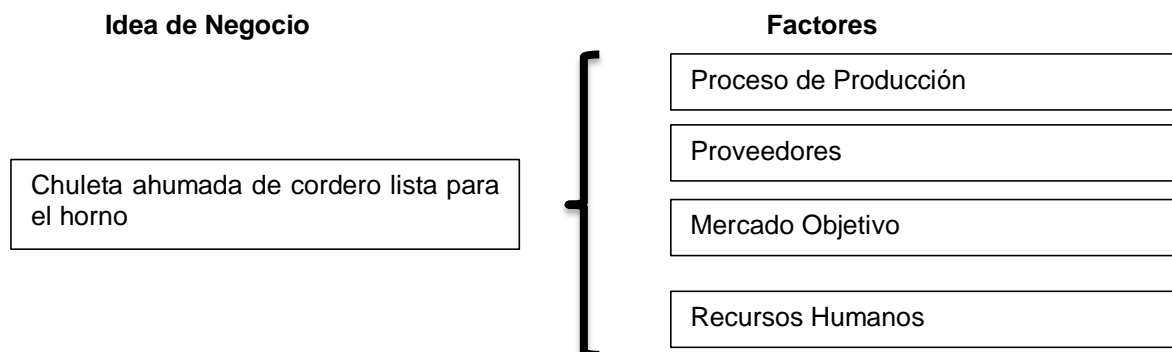 Idea de Negocio
Factores
Proceso de Producción
Proveedores
Chuleta ahumada de cordero lista para
el horno
Mercado Objetivo
Recursos Humanos